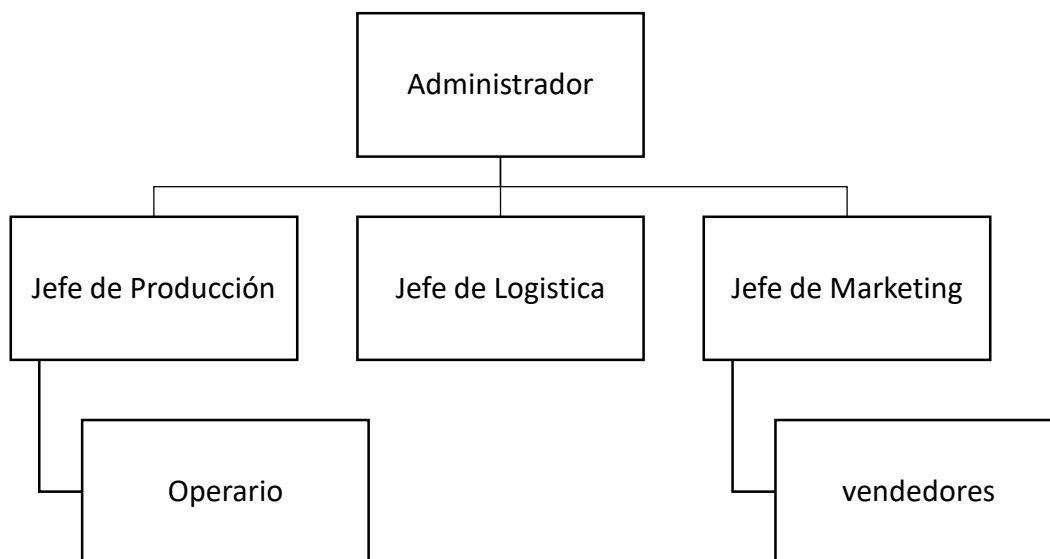 Administrador
Jefe de Producción
Jefe de Logistica
Jefe de Marketing
Operario
vendedores